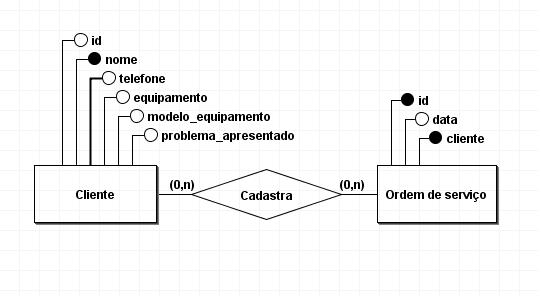 id
nome
telefone
equipamento
modelo_equipamento
problema_apresentado
id
data
cliente
Cliente
(0,n)
Cadastra
(0,n)
Ordem de serviço